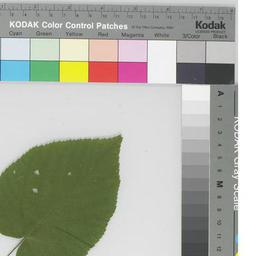 KODAK Color Control Patches
Kodak
Cyan Green Yellow Red Magenta White 3/Color Black
KODAK Gray Scale
A
1
2
3
4
5
6
M
8
9
10
11
12